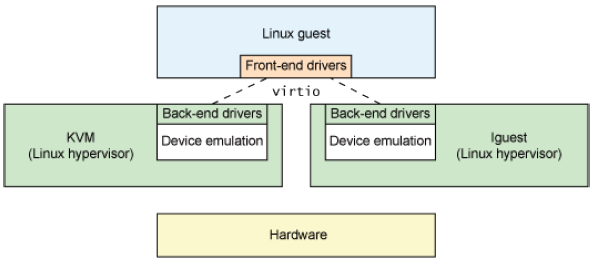 Linux guest
Front-end drivers
virtio
Back-end drivers
Device emulation
KVM
(Linux hypervisor)
Back-end drivers
Device emulation
lguest
(Linux hypervisor)
Hardware